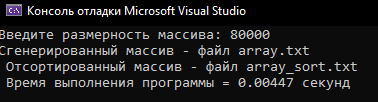 Консоль отладки Microsoft Visual Studio
Введите размерность массива: 80000
Сгенерированный массив - файл array.txt
Отсортированный массив - файл array_sort.txt
Время выполнения программы = 0.00447 секунд